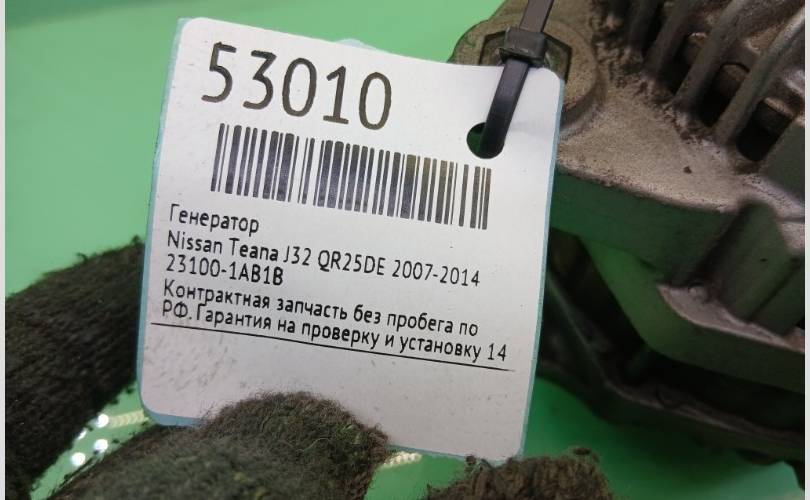 53010
Генератор
Nissan Teana J32 QR25DE 2007-2014
23100-1AB1B
Контрактная запчасть без пробега по
РФ. Гарантия на проверку и установку 14